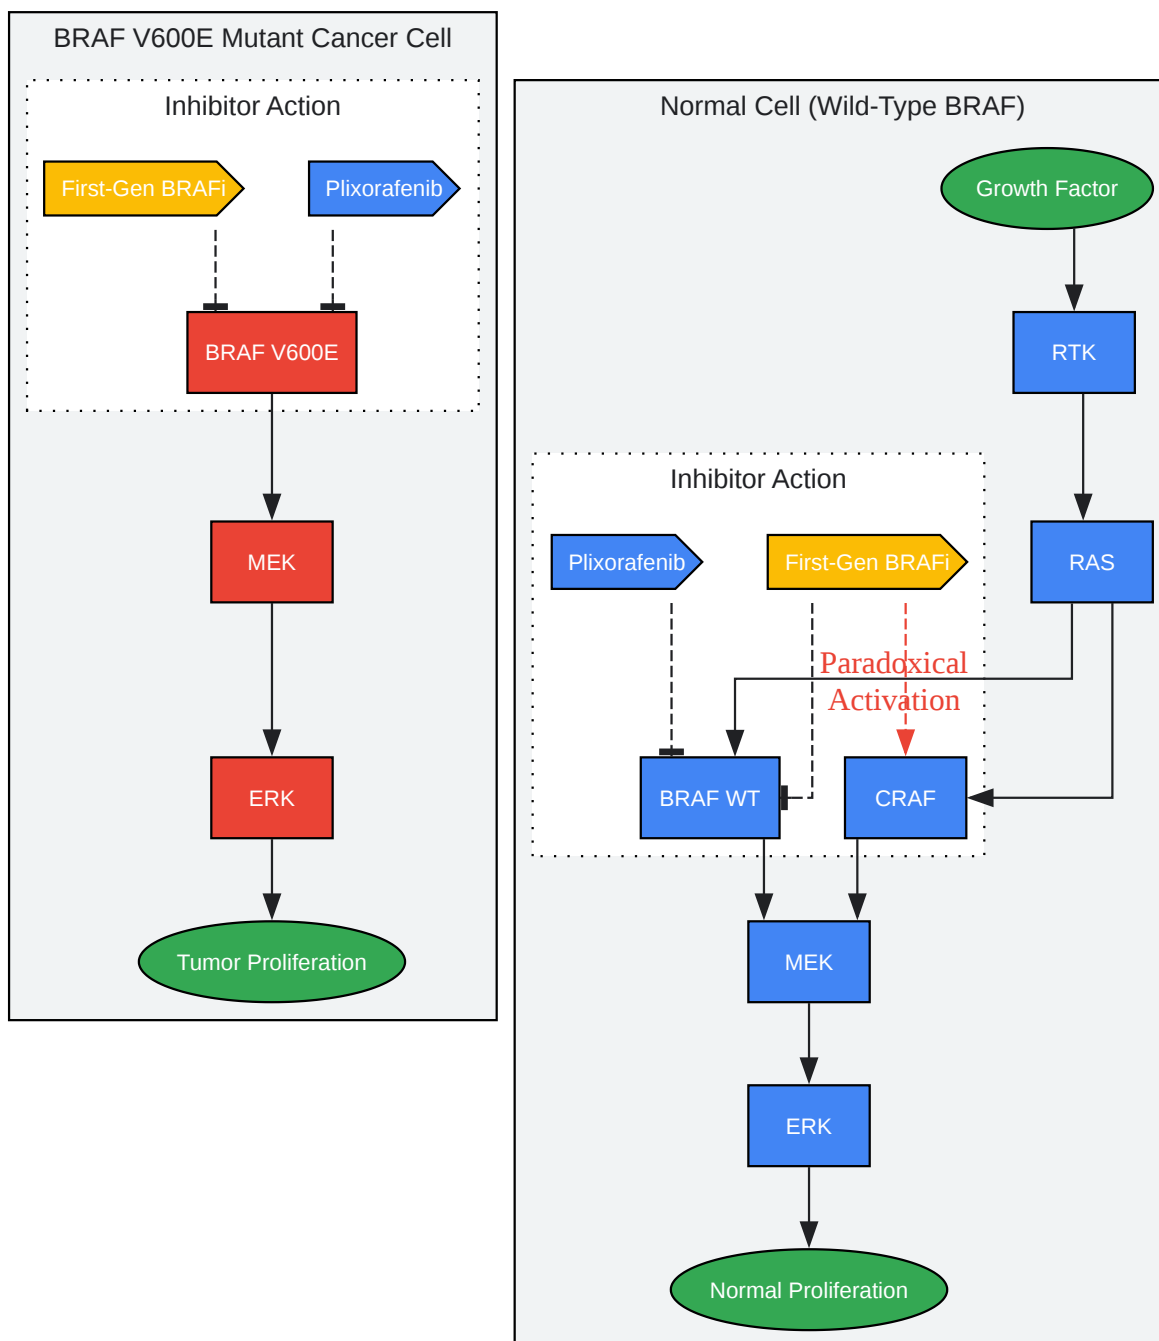 BRAF V600E Mutant Cancer Cell
Inhibitor Action
First-Gen BRAFi
Plixorafenib
BRAF V600E
MEK
ERK
Tumor Proliferation
Normal Cell (Wild-Type BRAF)
Growth Factor
RTK
RAS
Inhibitor Action
Plixorafenib
First-Gen BRAFi
Paradoxical
Activation
BRAF WT
CRAF
MEK
ERK
Normal Proliferation